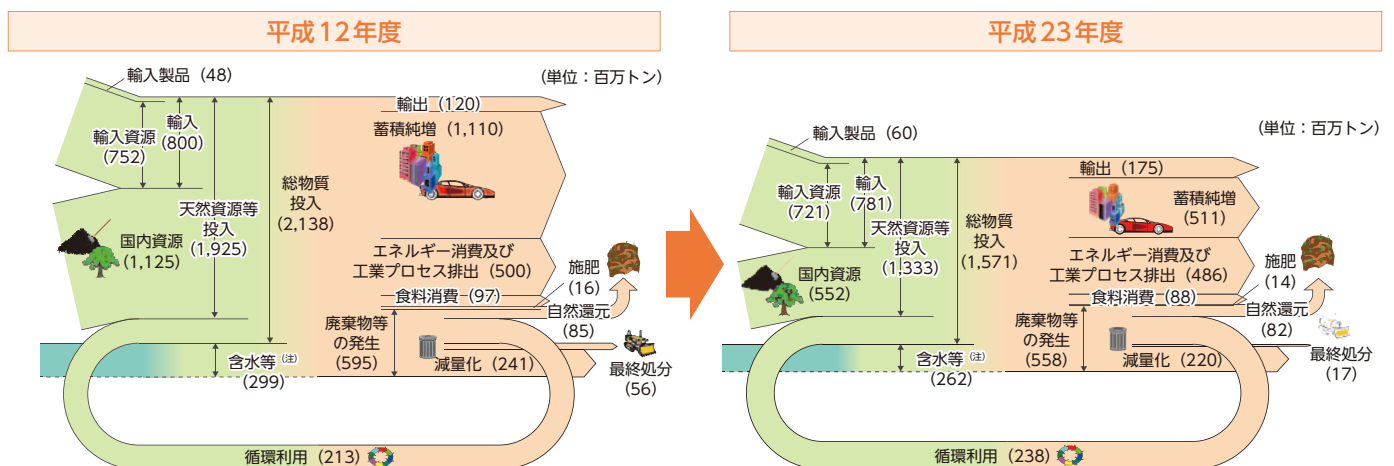 平成12年度
(単位:百万トン)
輸入製品(48)
輸入資源
(752)
輸入
(800)
国内資源
(1,125)
天然資源等
投入
(1,925)
総物質
投入
(2,138)
輸出(120)
蓄積純増(1,110)
エネルギー消費及び
工業プロセス排出(500)
食料消費(97)
施肥
(16)
自然還元
(85)
廃棄物等
の発生
(595)
減量化(241)
最終処分
(56)
含水等(注)
(299)
循環利用(213)
平成23年度
(単位:百万トン)
輸入製品(60)
輸入資源
(721)
輸入
(781)
国内資源
(552)
天然資源等
投入
(1,333)
総物質
投入
(1,571)
輸出(175)
蓄積純増
(511)
エネルギー消費及び
工業プロセス排出(486)
食料消費(88)
施肥
(14)
自然還元
(82)
廃棄物等
の発生
(558)
減量化(220)
最終処分
(17)
含水等(注)
(262)
循環利用(238)